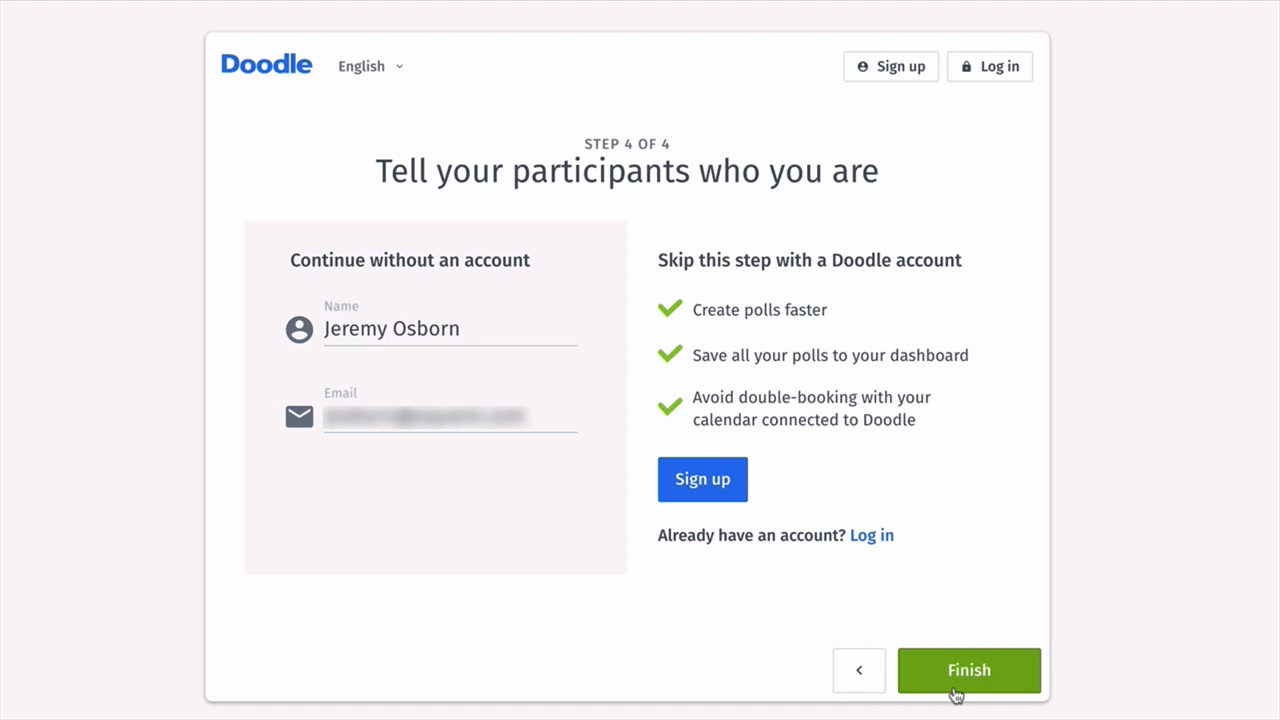 Doodle
English
Sign up
Log in
STEP 4 OF 4
Tell your participants who you are
Continue without an account
Name
Jeremy Osborn
Email
Skip this step with a Doodle account
Create polls faster
Save all your polls to your dashboard
Avoid double-booking with your
calendar connected to Doodle
Sign up
Already have an account? Log in
Finish